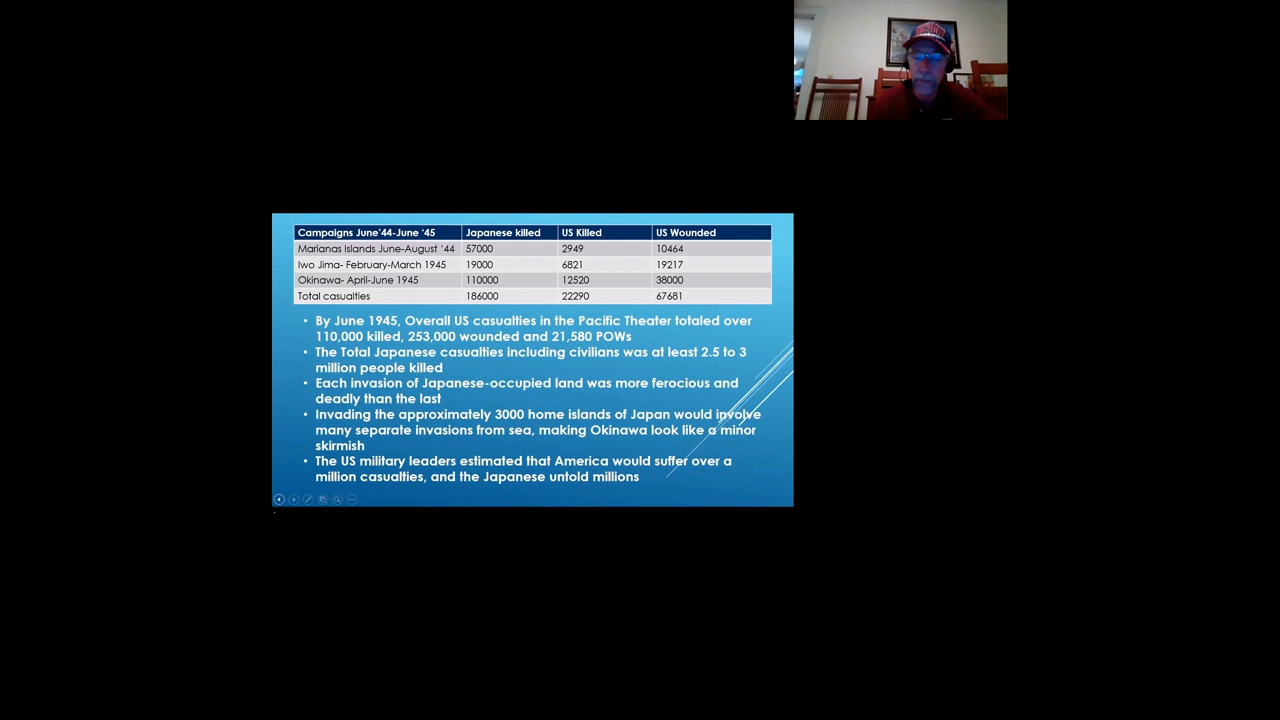 Campaigns June'44-June '45 Japanese killed US Killed US Wounded
Marianas Islands June-August '44 57000 2949 10464
Iwo Jima- February-March 1945 19000 6821 19217
Okinawa- April-June 1945 110000 12520 38000
Total casualties 186000 22290 67681
• By June 1945, Overall US casualties in the Pacific Theater totaled over
110,000 killed, 253,000 wounded and 21,580 POWs
• The Total Japanese casualties including civilians was at least 2.5 to 3
million people killed
• Each invasion of Japanese-occupied land was more ferocious and
deadly than the last
• Invading the approximately 3000 home islands of Japan would involve
many separate invasions from sea, making Okinawa look like a minor
skirmish
• The US military leaders estimated that America would suffer over a
million casualties, and the Japanese untold millions